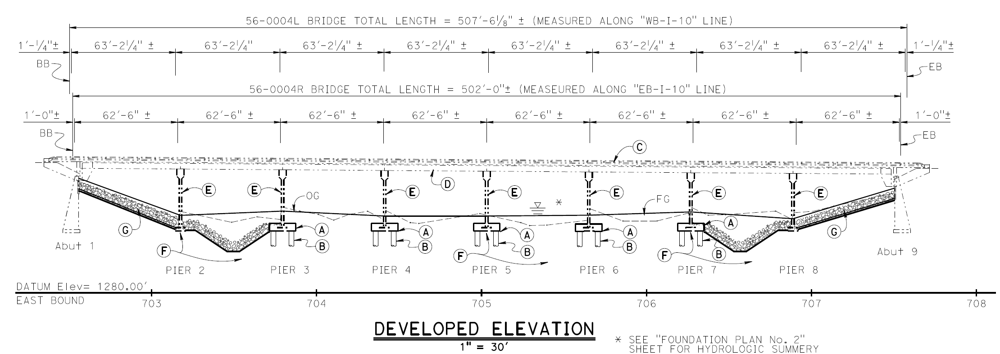 56-0004L BRIDGE TOTAL LENGTH = 507'-6⅛" ± (MEASURED ALONG "WB-I-10" LINE)
1'-¼"± 63'-2¼" ± 63'-2¼" 63'-2¼" ± 63'-2¼" ± 63'-2¼" ± 63'-2¼" ± 63'-2¼" ± 63'-2¼" ± 1'-¼"±
BB EB
56-0004R BRIDGE TOTAL LENGTH = 502'-0"± (MEASEURED ALONG "EB-I-10" LINE)
1'-0"± 62'-6" ± 62'-6" ± 62'-6" ± 62'-6" ± 62'-6" ± 62'-6" ± 62'-6" ± 62'-6" ± 1'-0"±
BB EB
C
D
E E E E E E E
OG * FG
G A A A A A G
B B B B B
Abut 1 F F F Abut 9
PIER 2 PIER 3 PIER 4 PIER 5 PIER 6 PIER 7 PIER 8
DATUM Elev= 1280.00'
EAST BOUND 703 704 705 706 707 708
DEVELOPED ELEVATION
1" = 30'
* SEE "FOUNDATION PLAN No. 2"
SHEET FOR HYDROLOGIC SUMMERY